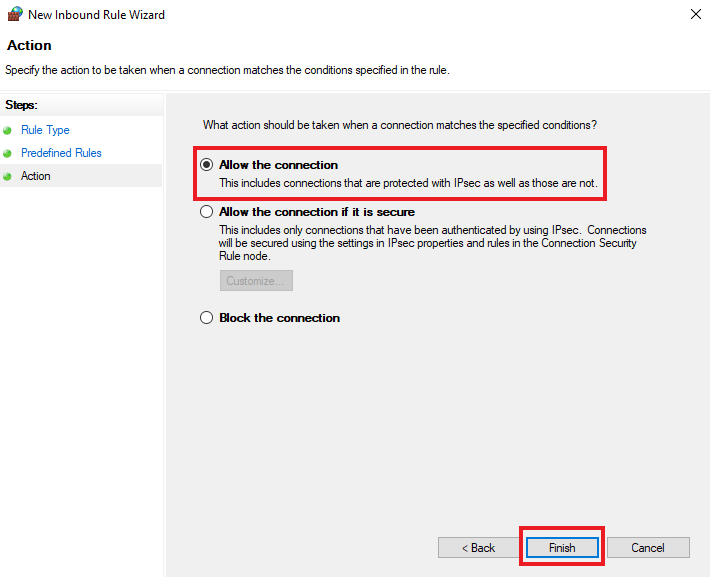 New Inbound Rule Wizard
Action
Specify the action to be taken when a connection matches the conditions specified in the rule.
Steps:
Rule Type
Predefined Rules
Action
What action should be taken when a connection matches the specified conditions?
Allow the connection
This includes connections that are protected with IPsec as well as those are not.
Allow the connection if it is secure
This includes only connections that have been authenticated by using IPsec. Connections
will be secured using the settings in IPsec properties and rules in the Connection Security
Rule node.
Customize...
Block the connection
< Back
Finish
Cancel